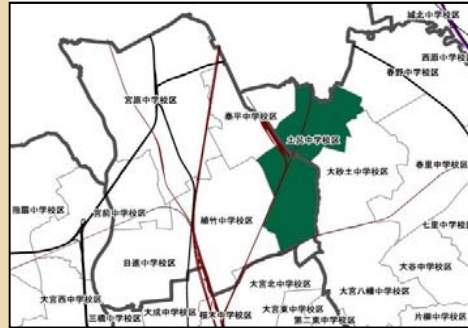 城北中学校区
西原中学校区
春野中学校区
宮原中学校区
泰平中学校区
土呂中学校区
大砂土中学校区
春里中学校区
指扇中学校区
宮前中学校区
植竹中学校区
七里中学校区
日進中学校区
大宮北中学校区
大宮八幡中学校区
大谷中学校区
大宮西中学校区
三橋中学校区
大成中学校区
桜木中学校区
大宮東中学校区
第二東中学校区
片柳中学校区